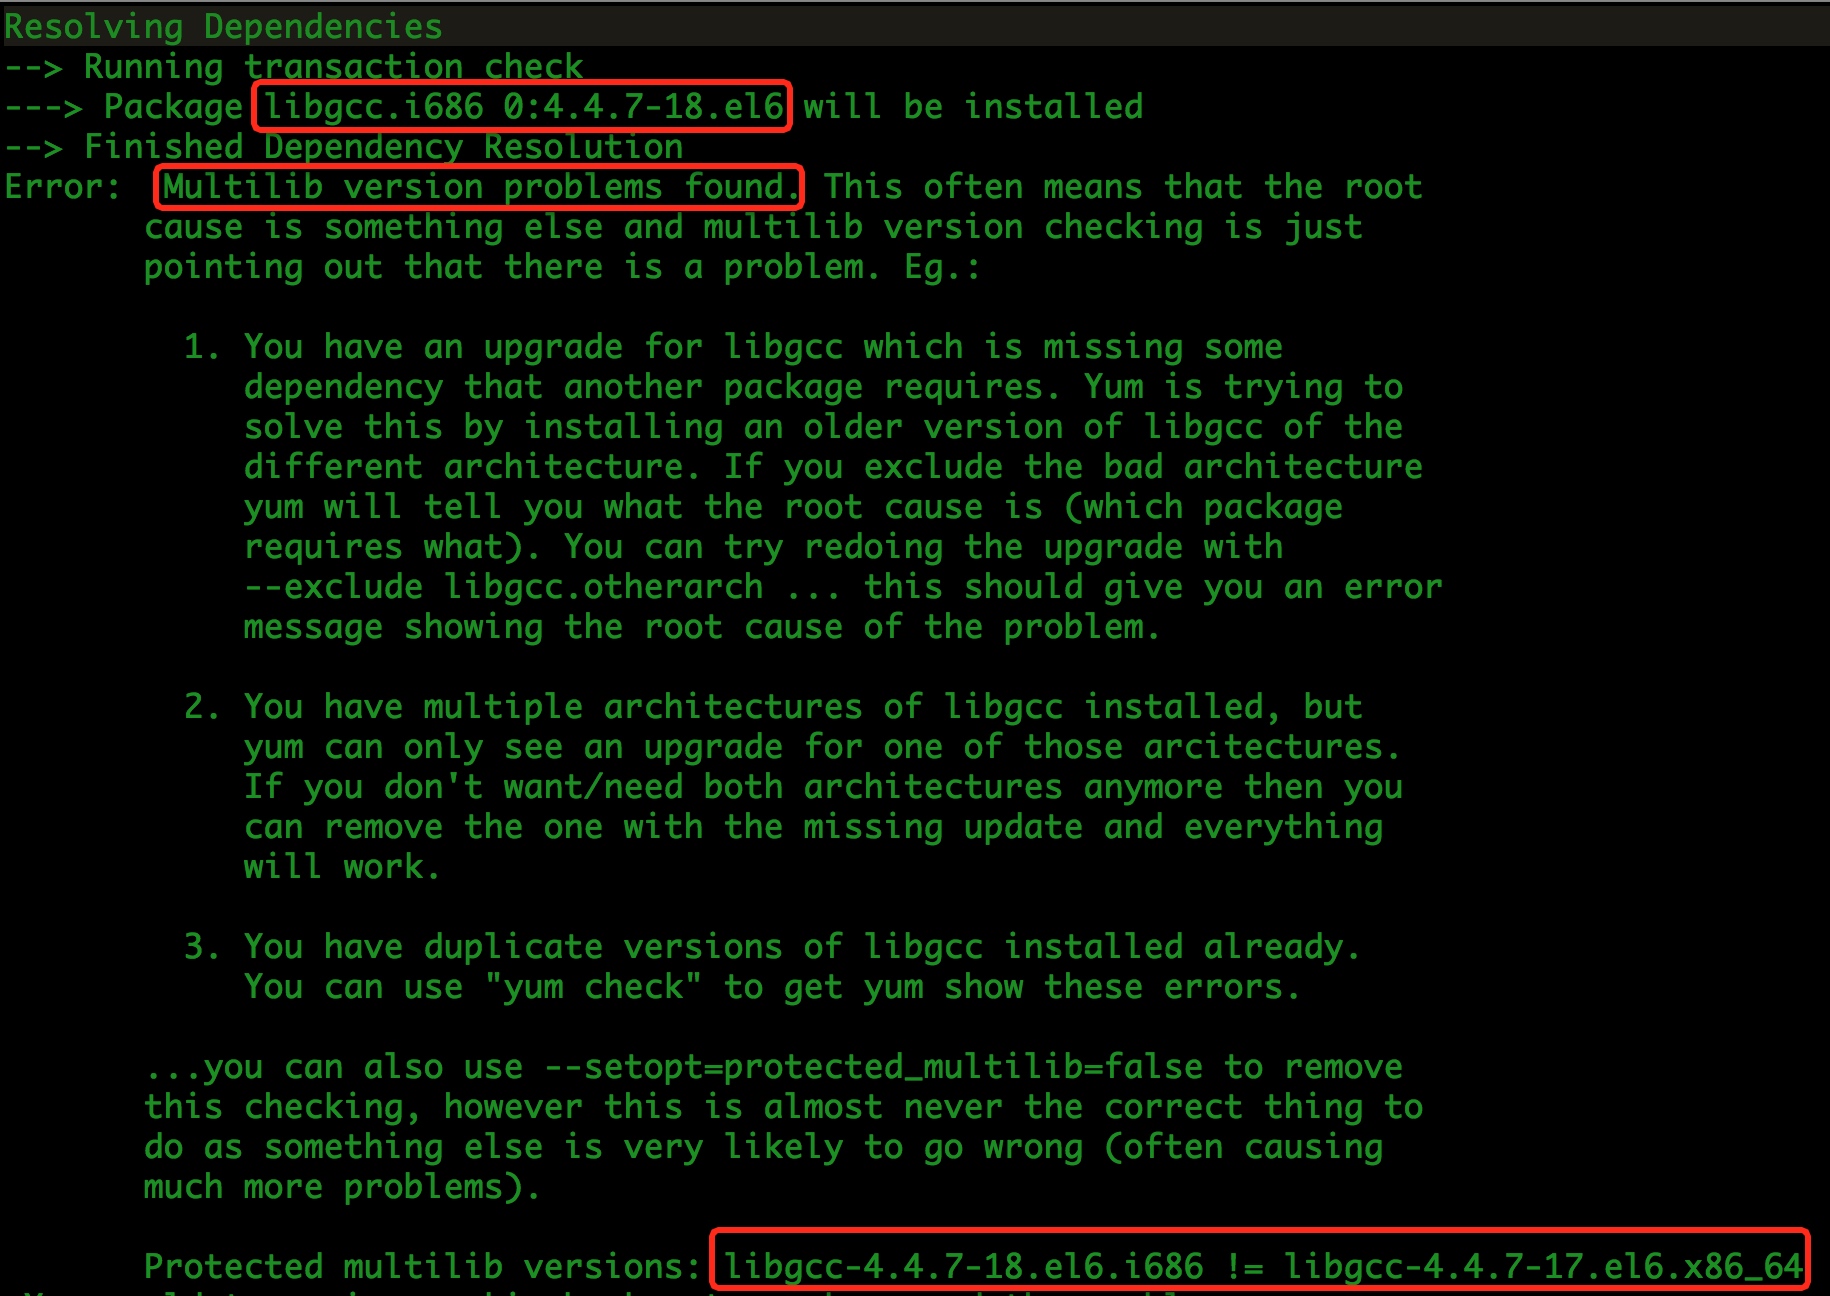 Resolving Dependencies
--> Running transaction check
---> Package libgcc.i686 0:4.4.7-18.el6 will be installed
--> Finished Dependency Resolution
Error:  Multilib version problems found. This often means that the root
       cause is something else and multilib version checking is just
       pointing out that there is a problem. Eg.:

         1. You have an upgrade for libgcc which is missing some
            dependency that another package requires. Yum is trying to
            solve this by installing an older version of libgcc of the
            different architecture. If you exclude the bad architecture
            yum will tell you what the root cause is (which package
            requires what). You can try redoing the upgrade with
            --exclude libgcc.otherarch ... this should give you an error
            message showing the root cause of the problem.

         2. You have multiple architectures of libgcc installed, but
            yum can only see an upgrade for one of those arcitectures.
            If you don't want/need both architectures anymore then you
            can remove the one with the missing update and everything
            will work.

         3. You have duplicate versions of libgcc installed already.
            You can use "yum check" to get yum show these errors.

       ...you can also use --setopt=protected_multilib=false to remove
       this checking, however this is almost never the correct thing to
       do as something else is very likely to go wrong (often causing
       much more problems).

       Protected multilib versions: libgcc-4.4.7-18.el6.i686 != libgcc-4.4.7-17.el6.x86_64